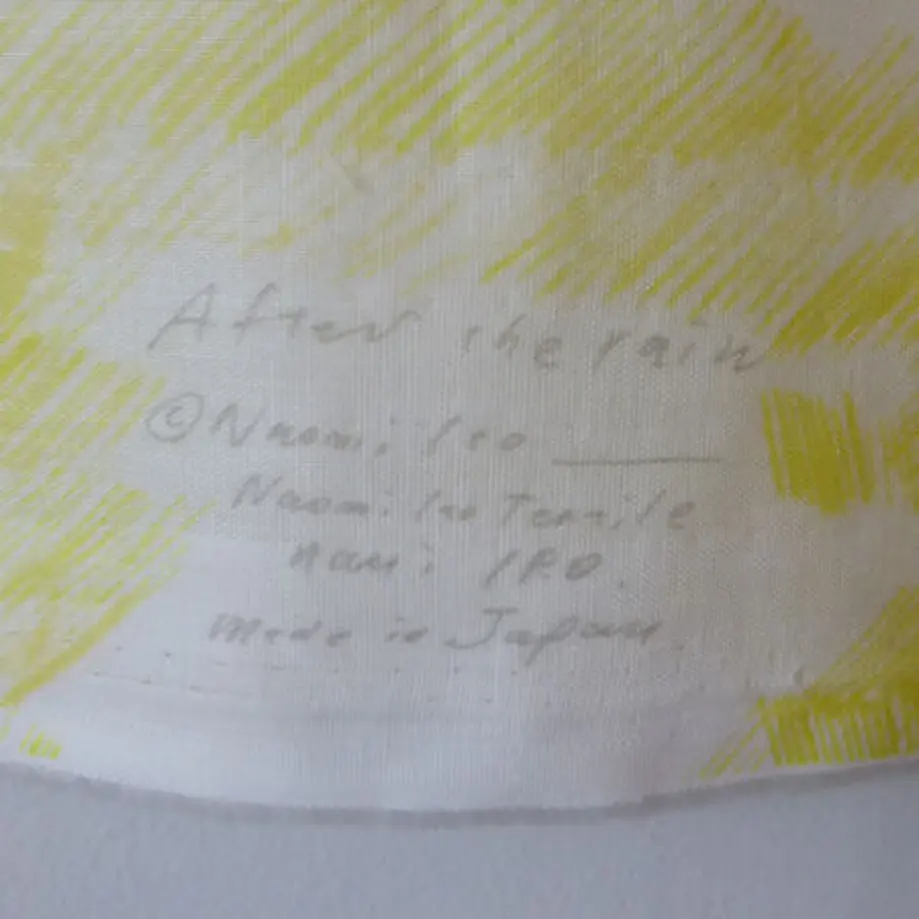 After the rain
© Naomi Ito
Naomi Ito Textile
nani IRO.
Made in Japan.